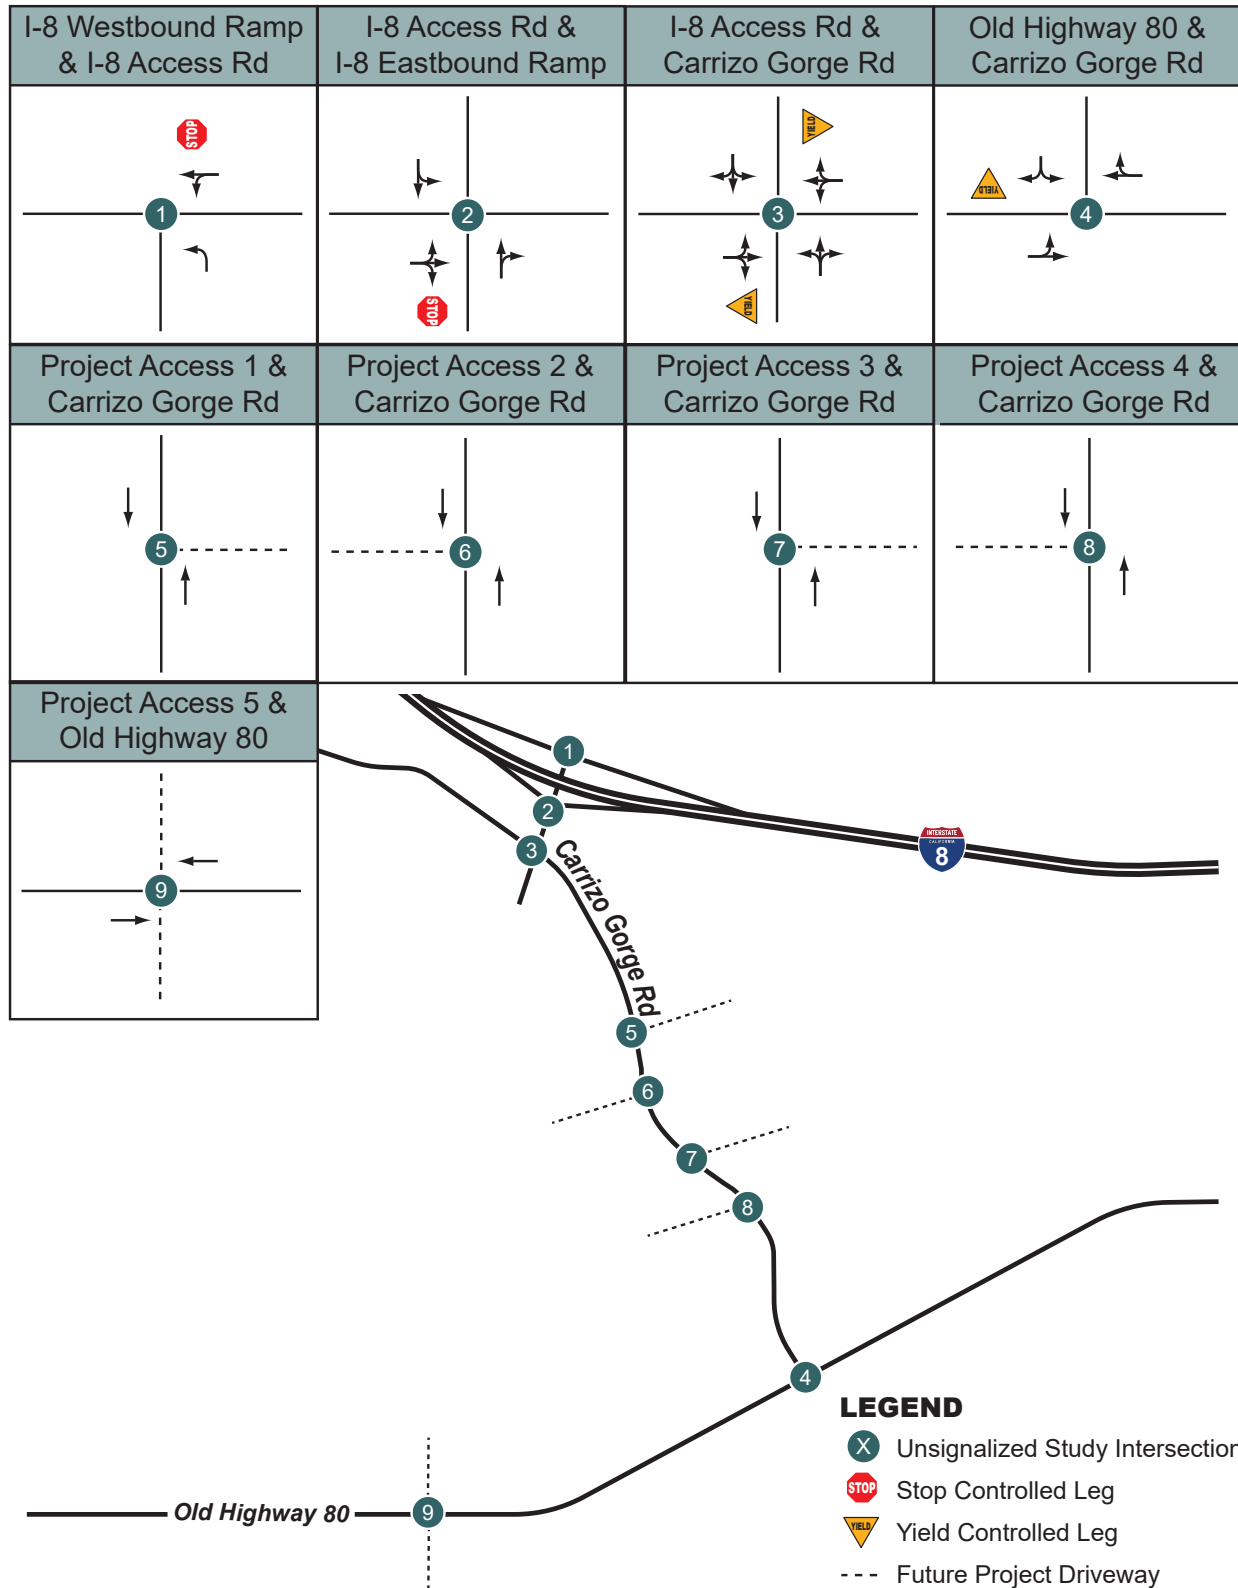 I-8 Westbound Ramp
& I-8 Access Rd
I-8 Access Rd &
I-8 Eastbound Ramp
I-8 Access Rd &
Carrizo Gorge Rd
Old Highway 80 &
Carrizo Gorge Rd
STOP
1
2
STOP
YIELD
3
YIELD
YIELD
4
Project Access 1 &
Carrizo Gorge Rd
Project Access 2 &
Carrizo Gorge Rd
Project Access 3 &
Carrizo Gorge Rd
Project Access 4 &
Carrizo Gorge Rd
5
6
7
8
Project Access 5 &
Old Highway 80
9
1
2
3
INTERSTATE
CALIFORNIA
8
Carrizo Gorge Rd
5
6
7
8
4
Old Highway 80
9
LEGEND
X Unsignalized Study Intersection
STOP Stop Controlled Leg
YIELD Yield Controlled Leg
Future Project Driveway